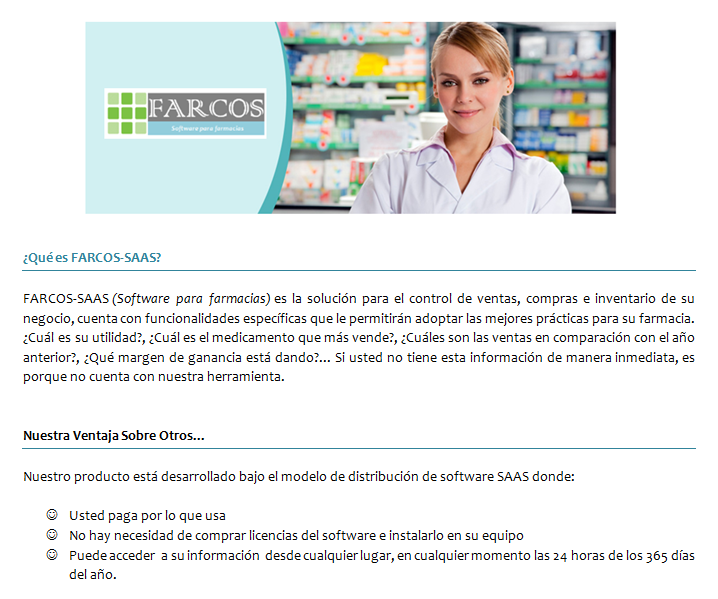 FARCOS
Software para farmacias
¿Qué es FARCOS-SAAS?
FARCOS-SAAS (Software para farmacias) es la solución para el control de ventas, compras e inventario de su
negocio, cuenta con funcionalidades específicas que le permitirán adoptar las mejores prácticas para su farmacia.
¿Cuál es su utilidad?, ¿Cuál es el medicamento que más vende?, ¿Cuáles son las ventas en comparación con el año
anterior?, ¿Qué margen de ganancia está dando?... Si usted no tiene esta información de manera inmediata, es
porque no cuenta con nuestra herramienta.
Nuestra Ventaja Sobre Otros...
Nuestro producto está desarrollado bajo el modelo de distribución de software SAAS donde:
☺ Usted paga por lo que usa
☺ No hay necesidad de comprar licencias del software e instalarlo en su equipo
☺ Puede acceder a su información desde cualquier lugar, en cualquier momento las 24 horas de los 365 días
del año.